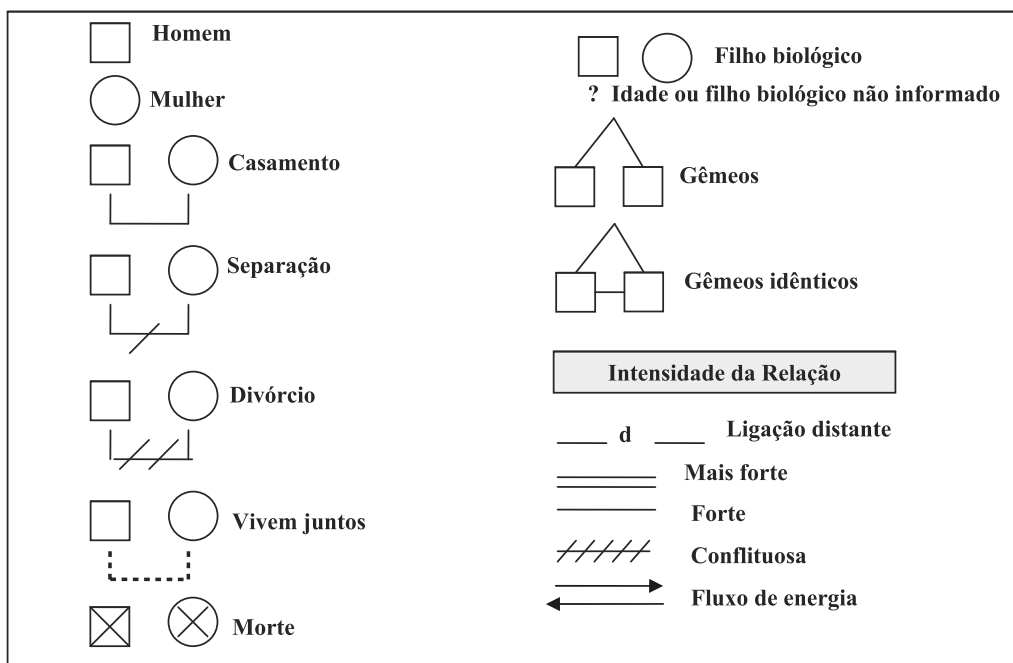 Homem
Mulher
Casamento
Separação
Divórcio
Vivem juntos
Morte
Filho biológico
? Idade ou filho biológico não informado
Gêmeos
Gêmeos idênticos
Intensidade da Relação
d Ligação distante
Mais forte
Forte
Conflituosa
Fluxo de energia